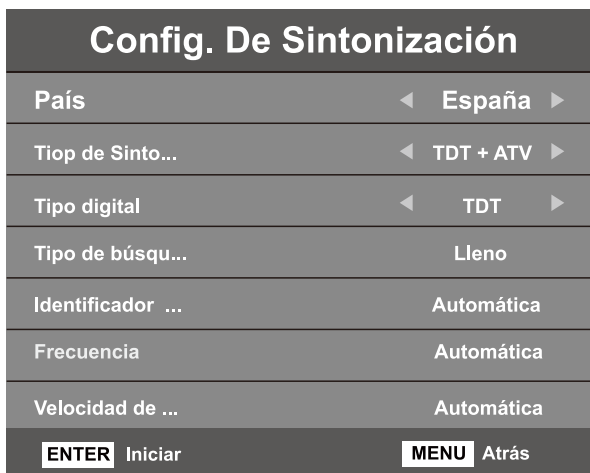 Config. De Sintonización
País España
Tiop de Sinto... TDT + ATV
Tipo digital TDT
Tipo de búsqu... Lleno
Identificador ... Automática
Frecuencia Automática
Velocidad de ... Automática
ENTER Iniciar MENU Atrás